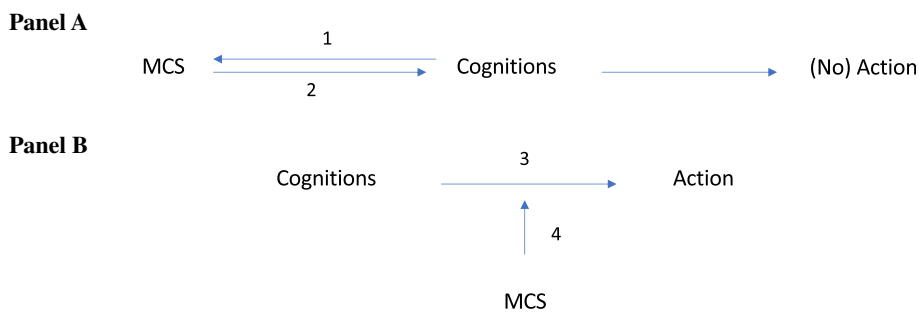 Panel A
1
MCS Cognitions (No) Action
2
Panel B
3
Cognitions Action
4
MCS